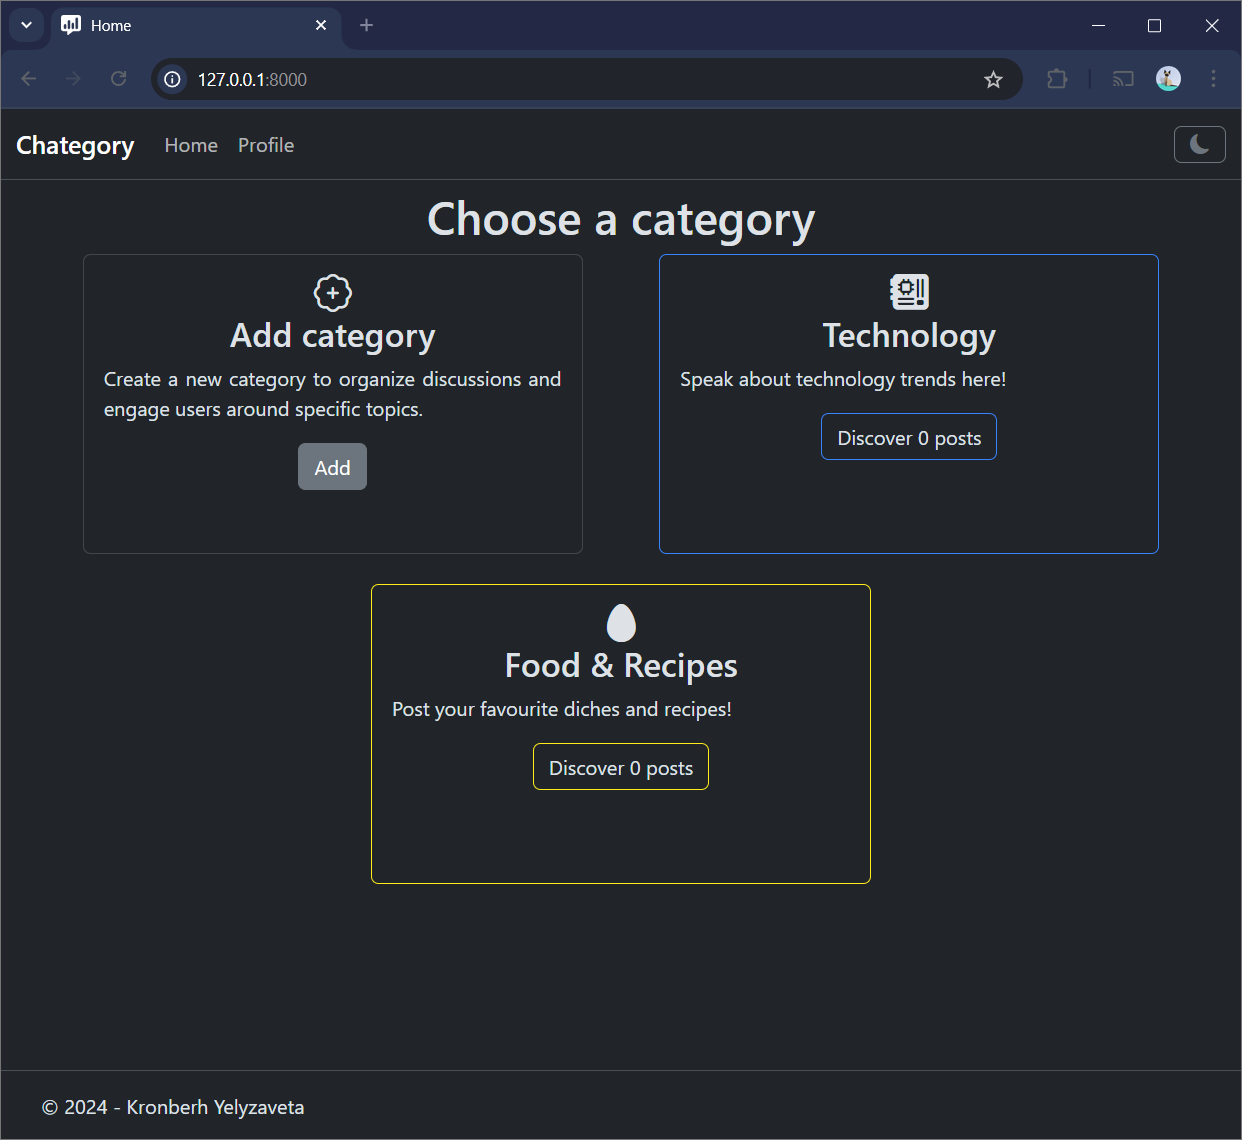 Home
127.0.0.1:8000
Chategory Home Profile
Choose a category
Add category
Create a new category to organize discussions and
engage users around specific topics.
Add
Technology
Speak about technology trends here!
Discover 0 posts
Food & Recipes
Post your favourite diches and recipes!
Discover 0 posts
© 2024 - Kronberh Yelyzaveta